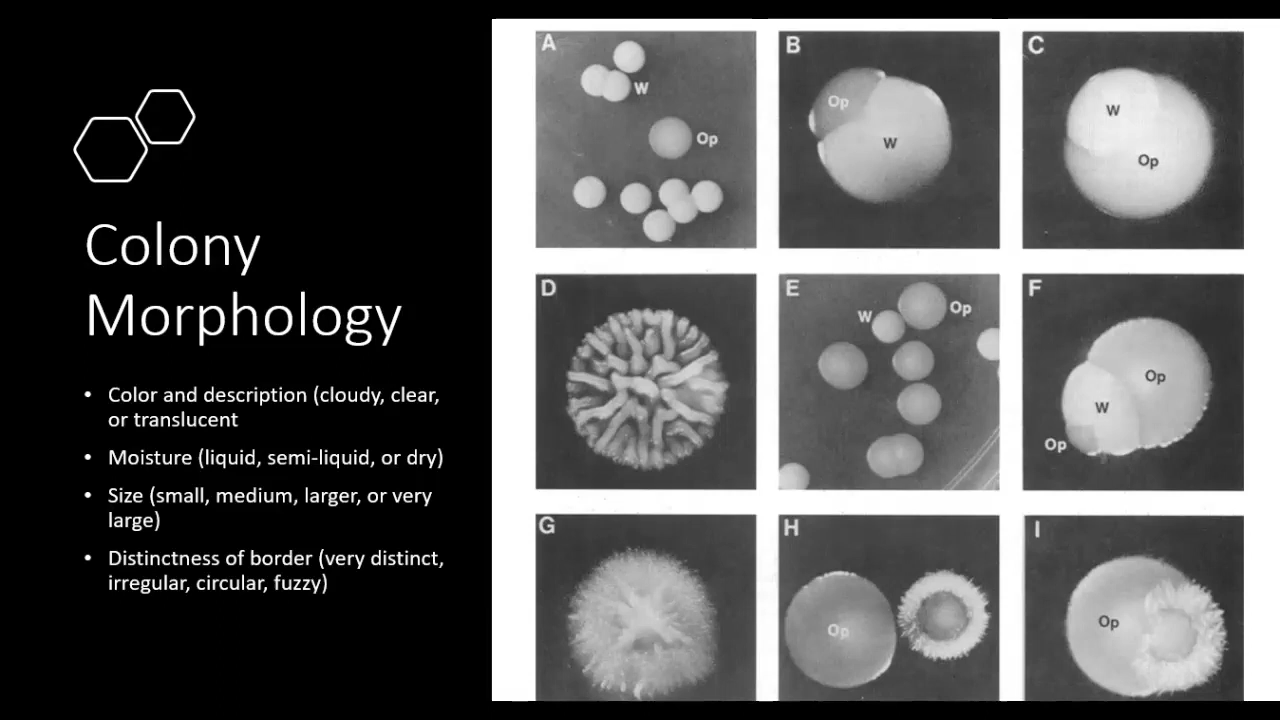 Colony
Morphology
• Color and description (cloudy, clear,
or translucent
• Moisture (liquid, semi-liquid, or dry)
• Size (small, medium, larger, or very
large)
• Distinctness of border (very distinct,
irregular, circular, fuzzy)
A
W
Op
B
Op
W
C
W
Op
D
E
W
Op
F
Op
W
Op
G
H
Op
I
Op